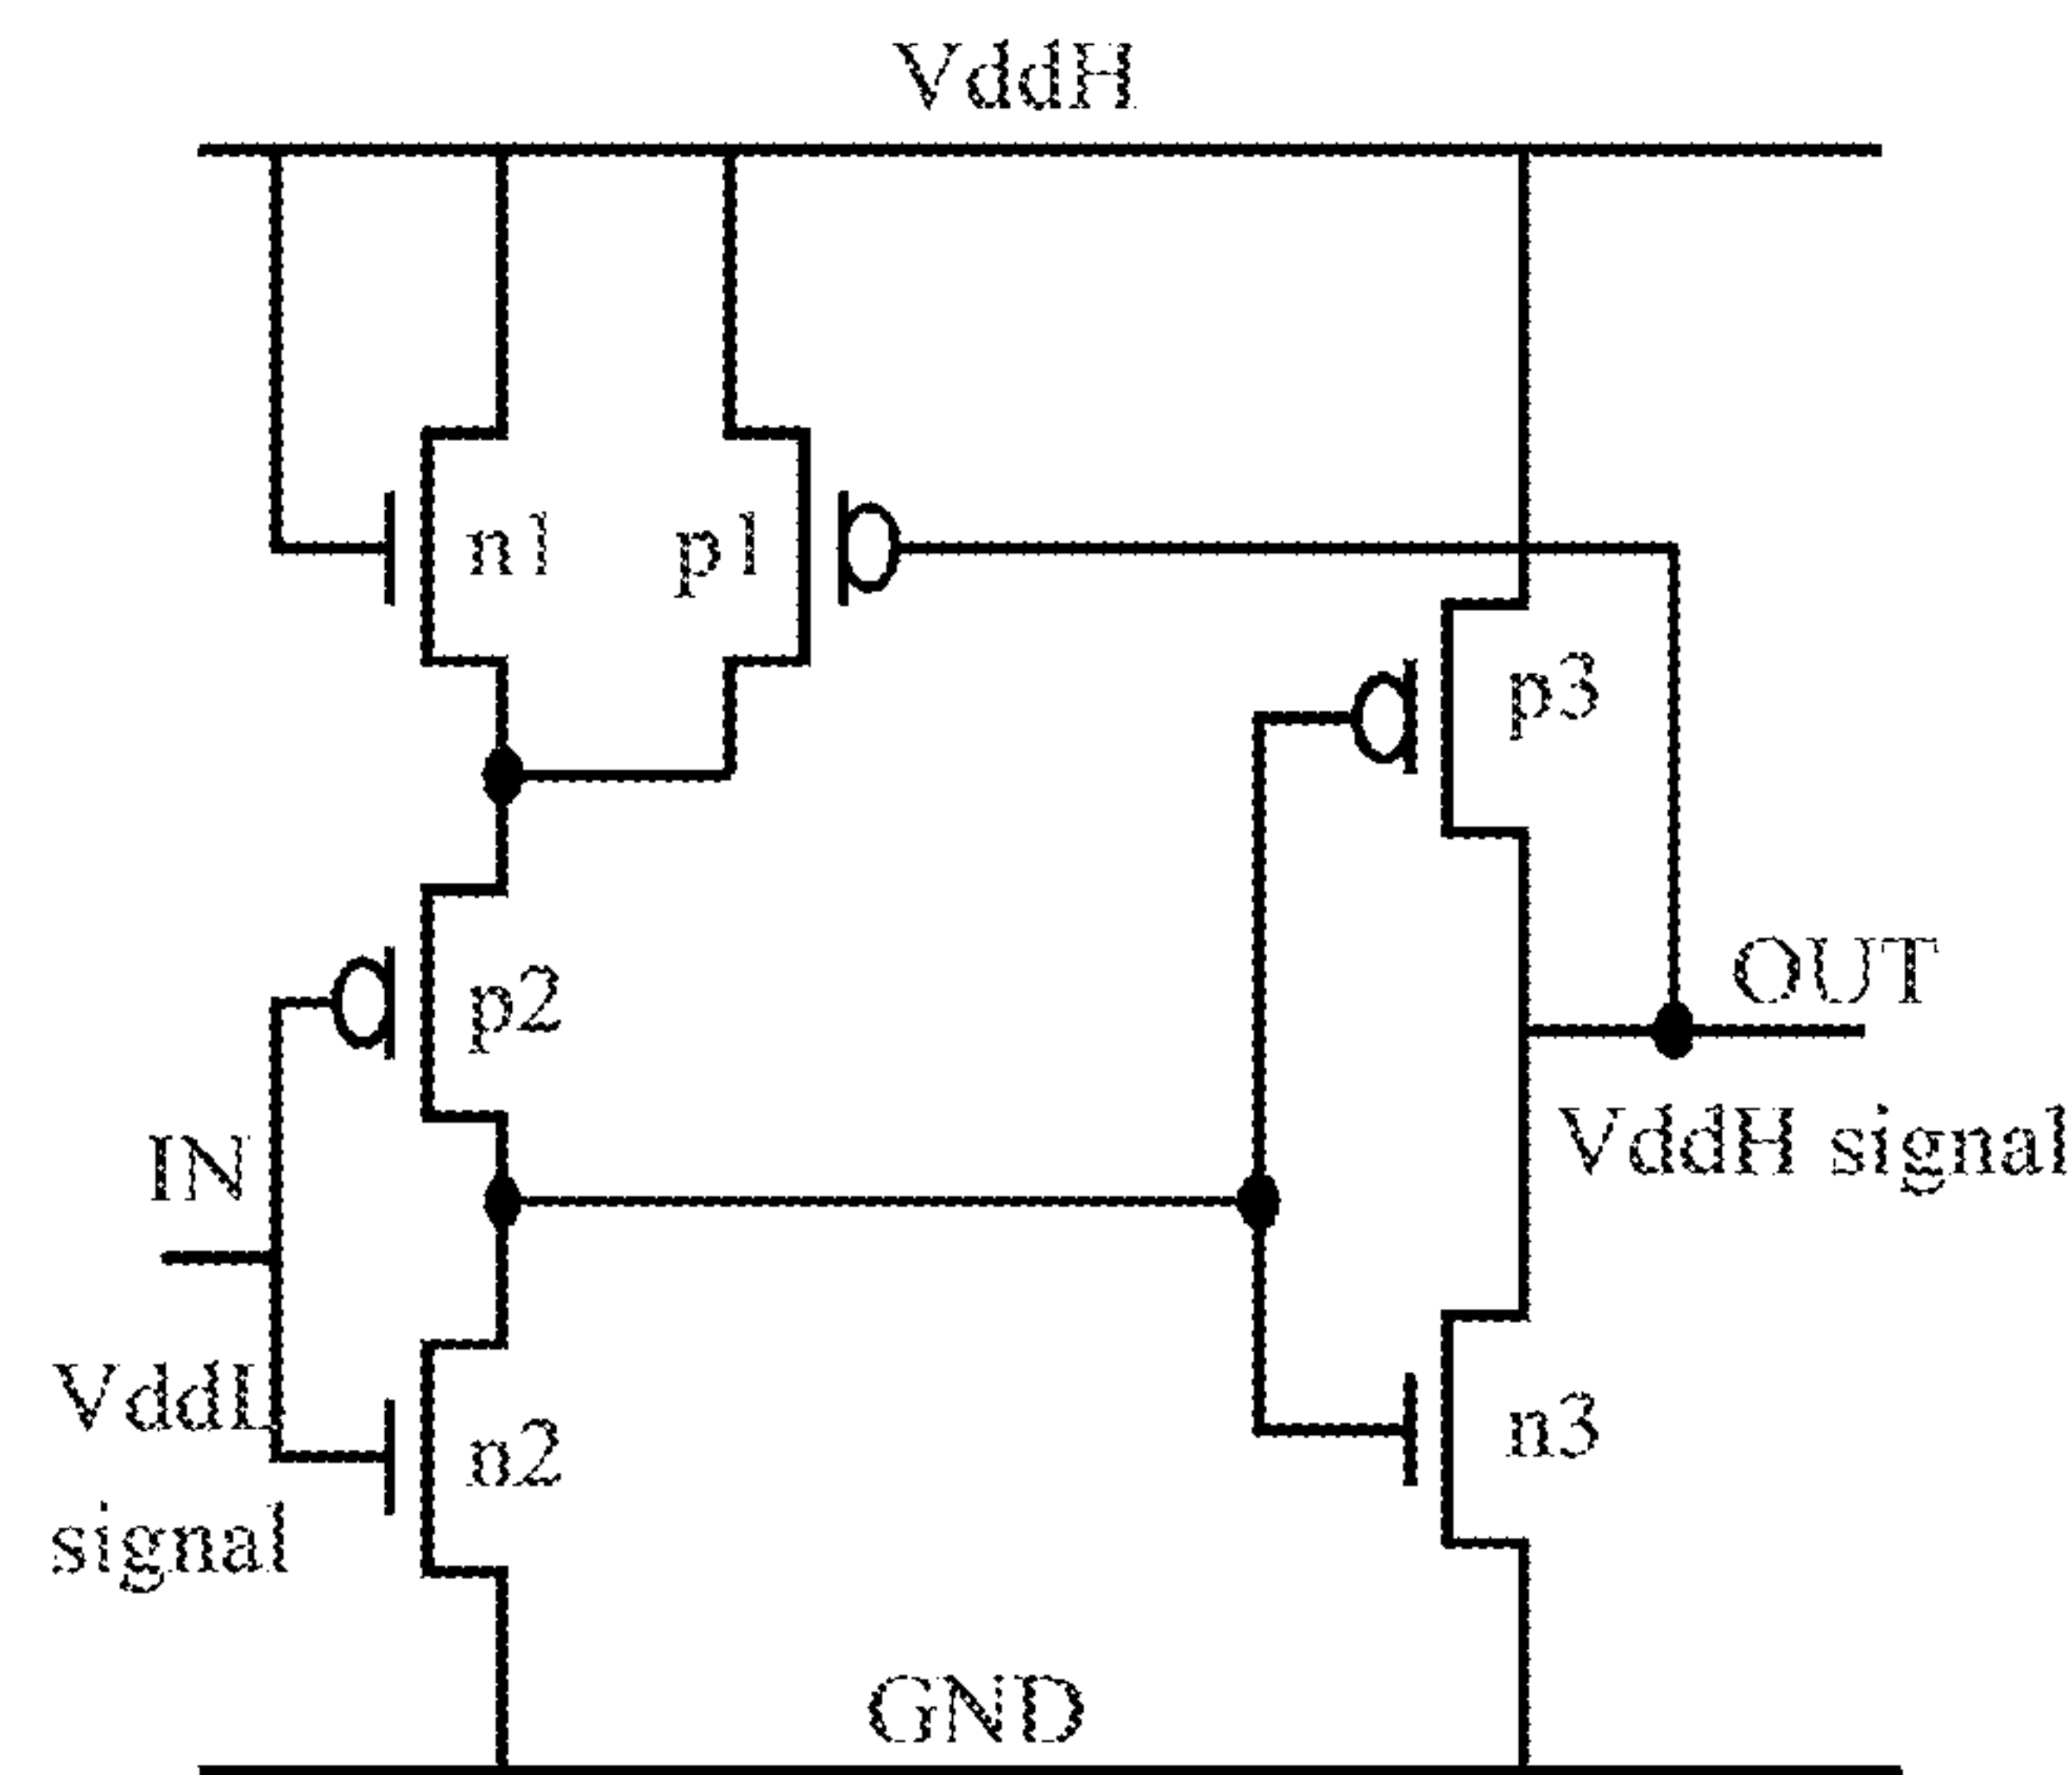 VddH
n1
p1
p3
p2
OUT
IN
VddH signal
VddL
signal
n2
n3
GND